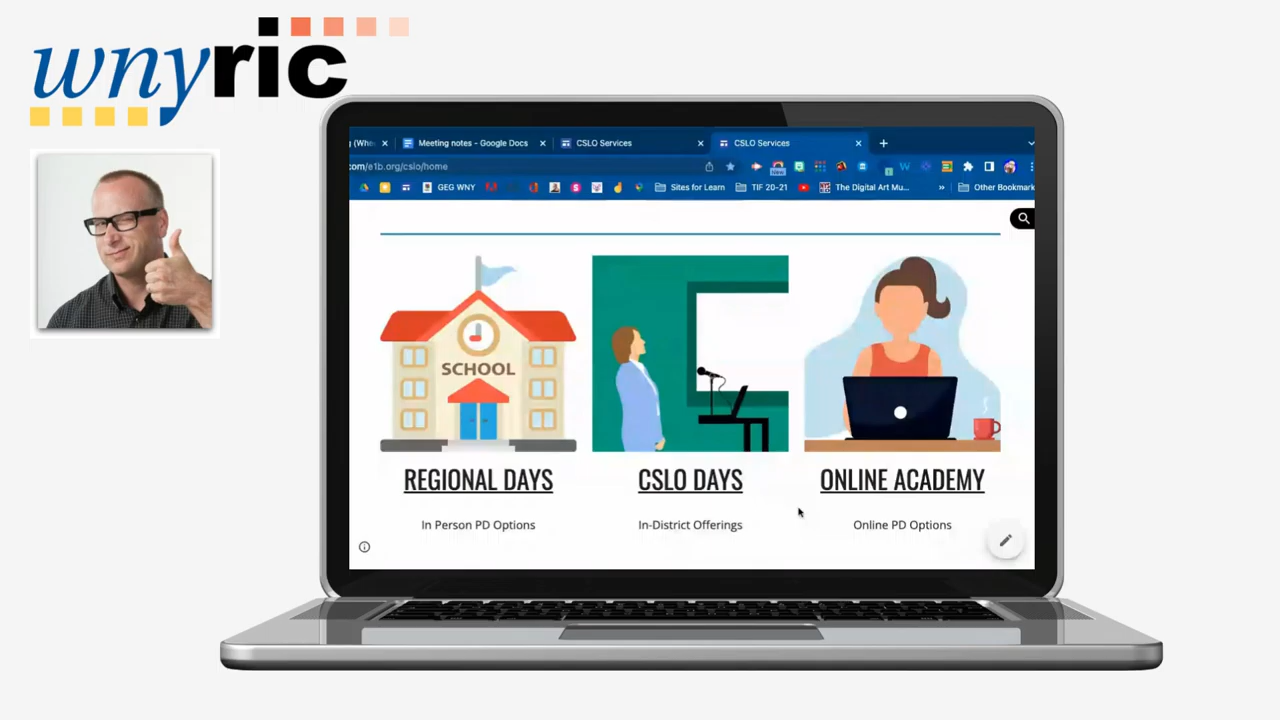 wnyric
g (Whe
Meeting notes - Google Docs
CSLO Services
CSLO Services
com/e1b.org/cslo/home
GEG WNY
Sites for Learn
TIF 20-21
The Digital Art Mu...
»
Other Bookmark
SCHOOL
REGIONAL DAYS
CSLO DAYS
ONLINE ACADEMY
In Person PD Options
In-District Offerings
Online PD Options